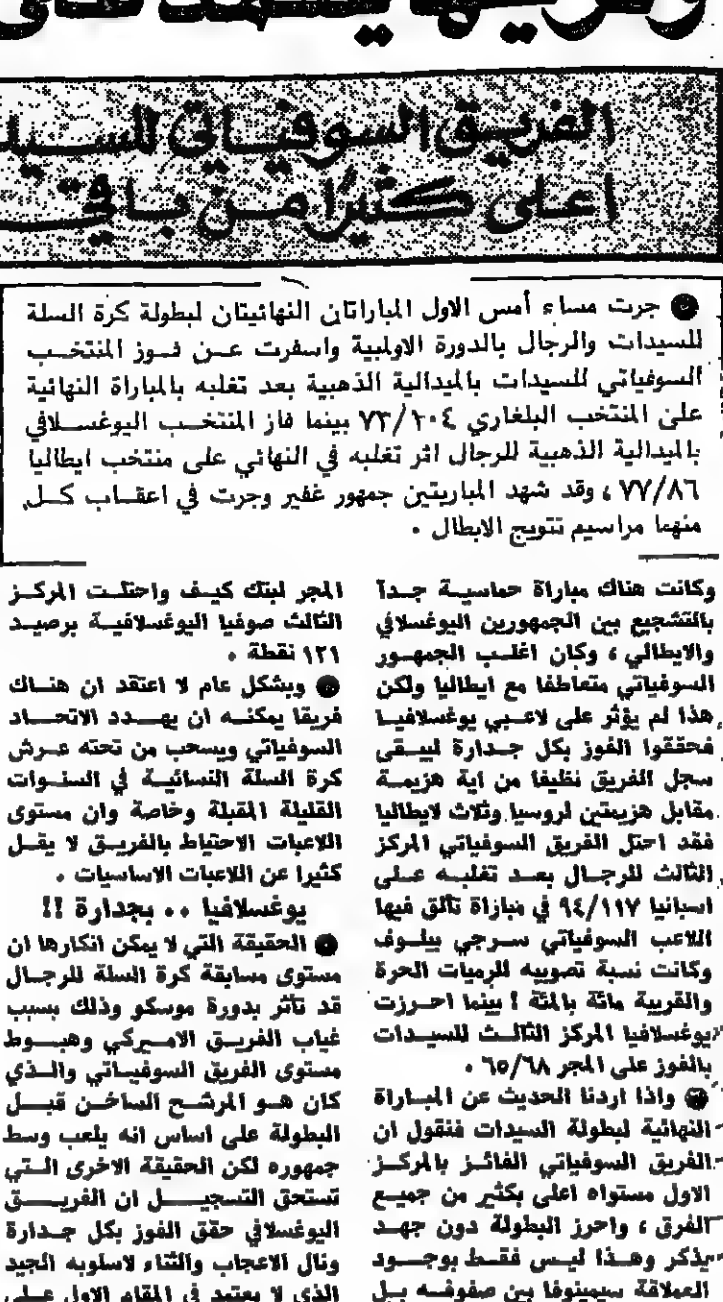 الفريق السوفياتي للسيد
اعلى كثيرًا من باقي
جرت مساء أمس الاول المباراتان النهائيتان لبطولة كرة السلة
للسيدات والرجال بالدورة الاولمبية واسفرت عن فوز المنتخب
السوفياتي للسيدات بالميدالية الذهبية بعد تغلبه بالمباراة النهائية
على المنتخب البلغاري ٧٣/١٠٤ بينما فاز المنتخب اليوغسلافي
بالميدالية الذهبية للرجال اثر تغلبه في النهائي على منتخب ايطاليا
٧٧/٨٦ ، وقد شهد المباريتين جمهور غفير وجرت في اعقاب كل
منهما مراسيم تتويج الابطال .
وكانت هناك مباراة حماسية جدآ
بالتشجيع بين الجمهورين اليوغسلافي
والايطالي ، وكان اغلب الجمهور
السوفياتي متعاطفا مع ايطاليا ولكن
هذا لم يؤثر على لاعبي يوغسلافيا
فحققوا الفوز بكل جدارة ليبقى
سجل الفريق نظيفا من اية هزيمة
مقابل هزيمتين لروسيا وثلاث لايطاليا
فقد احتل الفريق السوفياتي المركز
الثالث للرجال بعد تغلبه على
اسبانيا ٩٤/١١٧ في مباراة تألق فيها
اللاعب السوفياتي سرجي بيلوف
وكانت نسبة تصويبه للرميات الحرة
والقريبة مائة بالمئة ! بينما احرزت
يوغسلافيا المركز الثالث للسيدات
بالفوز على المجر ٦٥/٦٨ .
واذا اردنا الحديث عن المباراة
النهائية لبطولة السيدات فنقول ان
الفريق السوفياتي الفائز بالمركز
الاول مستواه اعلى بكثير من جميع
الفرق ، واحرز البطولة دون جهد
يذكر وهذا ليس فقط بوجود
العملاقة سيمينوفا بين صفوفه بل
المجر لبتك كيف واحتلت المركز
الثالث صوفيا اليوغسلافية برصيد
١٢١ نقطة .
وبشكل عام لا اعتقد ان هناك
فريقا يمكنه ان يهدد الاتحاد
السوفياتي ويسحب من تحته عرش
كرة السلة النسائية في السنوات
القليلة المقبلة وخاصة وان مستوى
اللاعبات الاحتياط بالفريق لا يقل
كثيرا عن اللاعبات الاساسيات .
يوغسلافيا .. بجدارة !!
الحقيقة التي لا يمكن انكارها ان
مستوى مسابقة كرة السلة للرجال
قد تأثر بدورة موسكو وذلك بسبب
غياب الفريق الاميركي وهبوط
مستوى الفريق السوفياتي والذي
كان هو المرشح الساخن قبل
البطولة على اساس انه يلعب وسط
جمهوره لكن الحقيقة الاخرى التي
تستحق التسجيل ان الفريق
اليوغسلافي حقق الفوز بكل جدارة
ونال الاعجاب والثناء لاسلوبه الجيد
الذي لا يعتمد في المقام الاول على